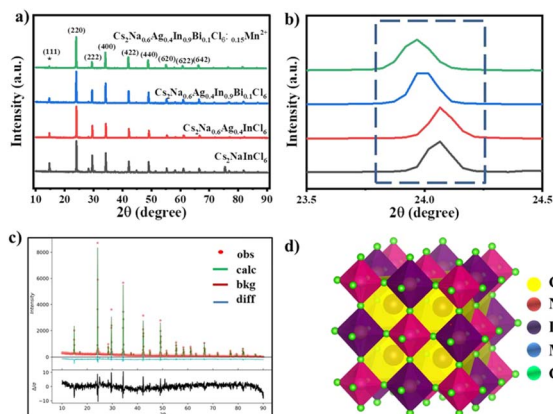 a)
(220)
Cs₂Na₀.₆Ag₀.₄In₀.₉Bi₀.₁Cl₆: 0.15Mn²⁺
(111)
*
(222)
(400)
(422)
(440)
(620)
(622)
(642)
Cs₂Na₀.₆Ag₀.₄In₀.₉Bi₀.₁Cl₆
Cs₂Na₀.₆Ag₀.₄InCl₆
Cs₂NaInCl₆
Intensity (a.u.)
10 20 30 40 50 60 70 80 90
2θ (degree)
b)
Intensity (a.u.)
23.5 24.0 24.5
2θ (degree)
c)
obs
calc
bkg
diff
intensity
8000
6000
4000
2000
0
10
0
−10
10 20 30 40 50 60 70 80 90
d)